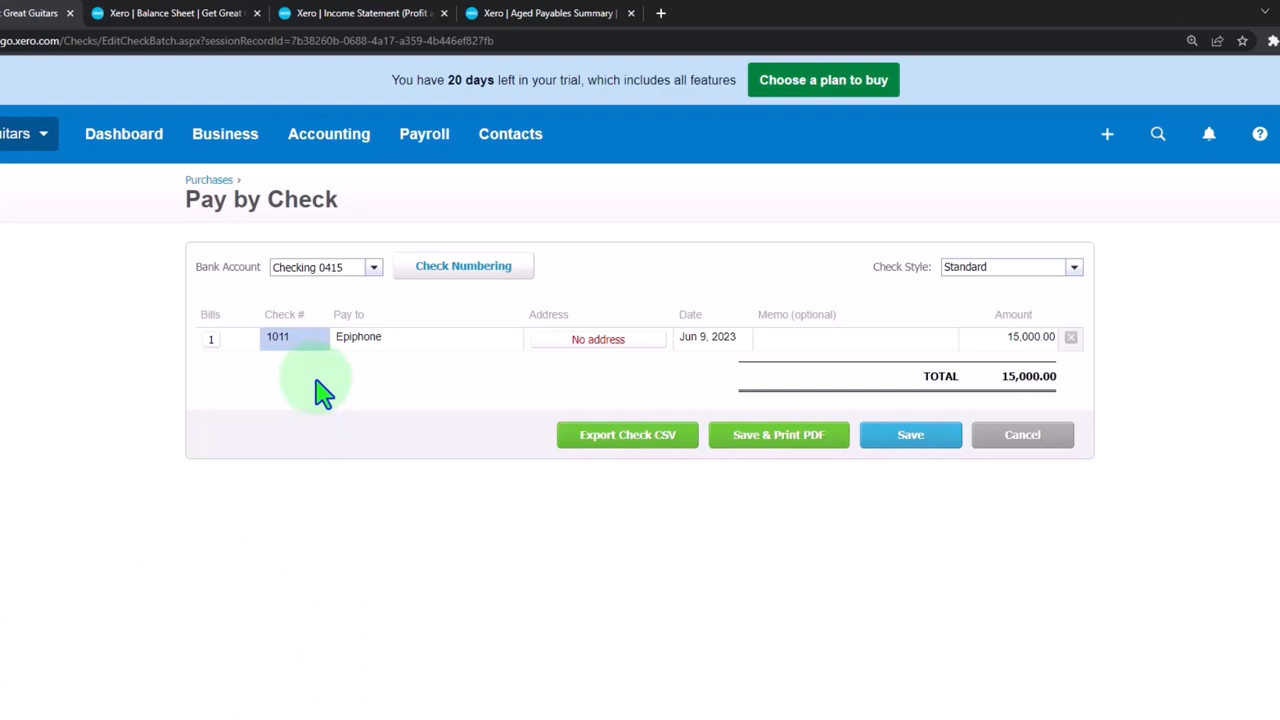 Great Guitars
Xero | Balance Sheet | Get Great
Xero | Income Statement (Profit a
Xero | Aged Payables Summary |
go.xero.com/Checks/EditCheckBatch.aspx?sessionRecordId=7b38260b-0688-4a17-a359-4b446ef827fb
You have 20 days left in your trial, which includes all features
Choose a plan to buy
itars
Dashboard
Business
Accounting
Payroll
Contacts
Purchases >
Pay by Check
Bank Account
Checking 0415
Check Numbering
Check Style:
Standard
Bills
Check #
Pay to
Address
Date
Memo (optional)
Amount
1
1011
Epiphone
No address
Jun 9, 2023
15,000.00
TOTAL
15,000.00
Export Check CSV
Save & Print PDF
Save
Cancel